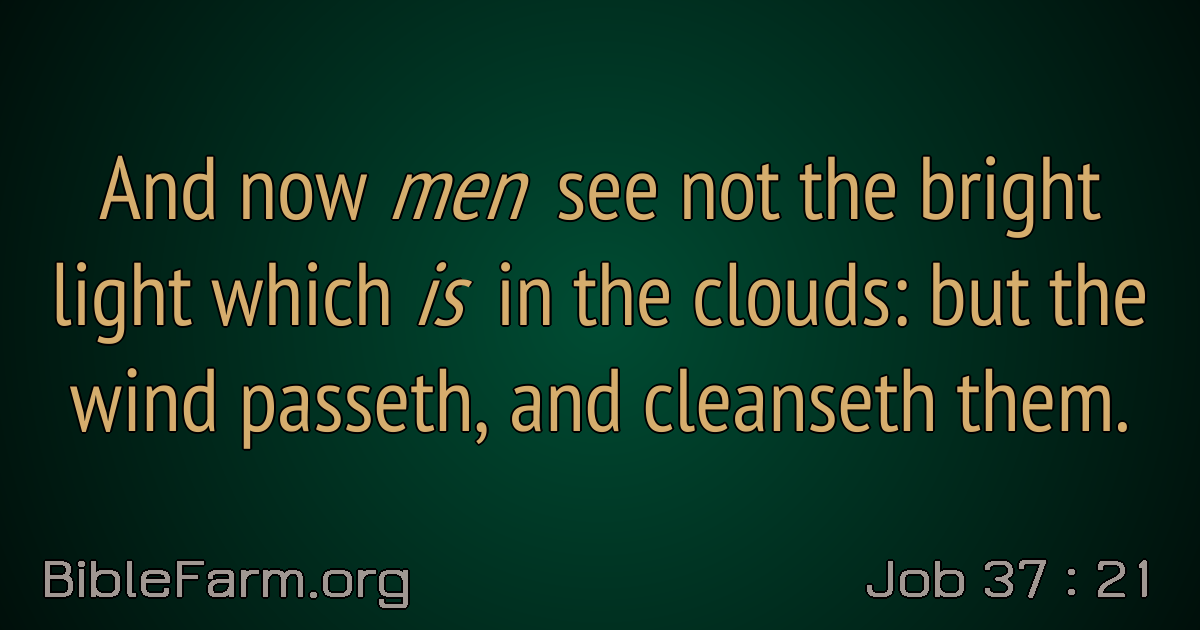 And now men see not the bright
light which is in the clouds: but the
wind passeth, and cleanseth them.
BibleFarm.org
Job 37 : 21